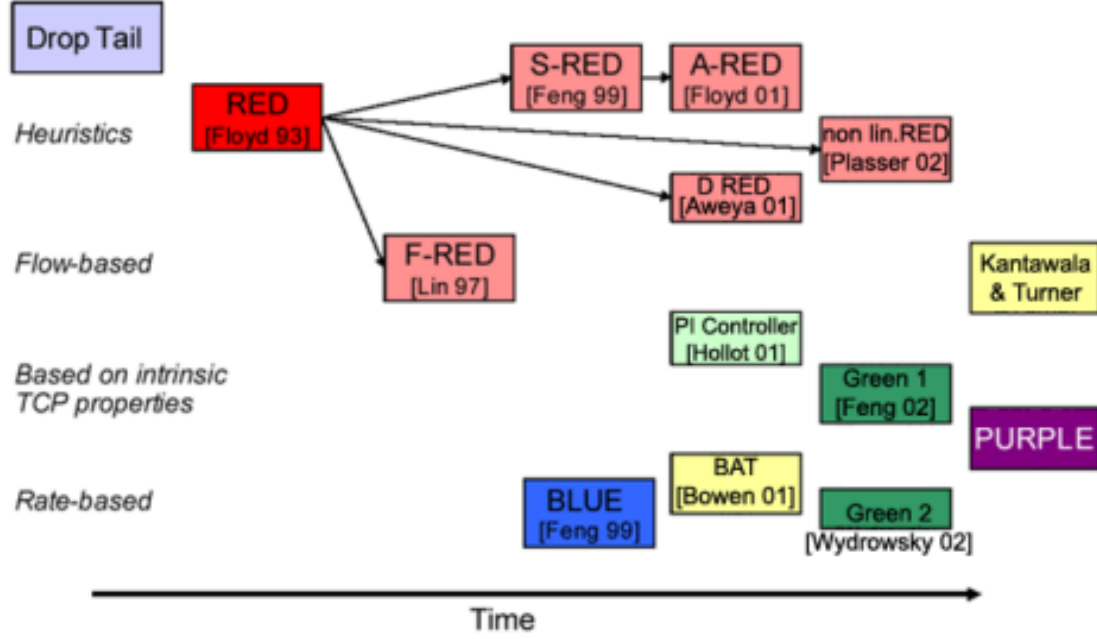 Drop Tail
S-RED
[Feng 99]
A-RED
[Floyd 01]
RED
[Floyd 93]
Heuristics
non lin.RED
[Plasser 02]
D RED
[Aweya 01]
Flow-based
F-RED
[Lin 97]
Kantawala
& Turner
PI Controller
[Hollot 01]
Based on intrinsic
TCP properties
Green 1
[Feng 02]
PURPLE
BAT
[Bowen 01]
Rate-based
BLUE
[Feng 99]
Green 2
[Wydrowsky 02]
Time